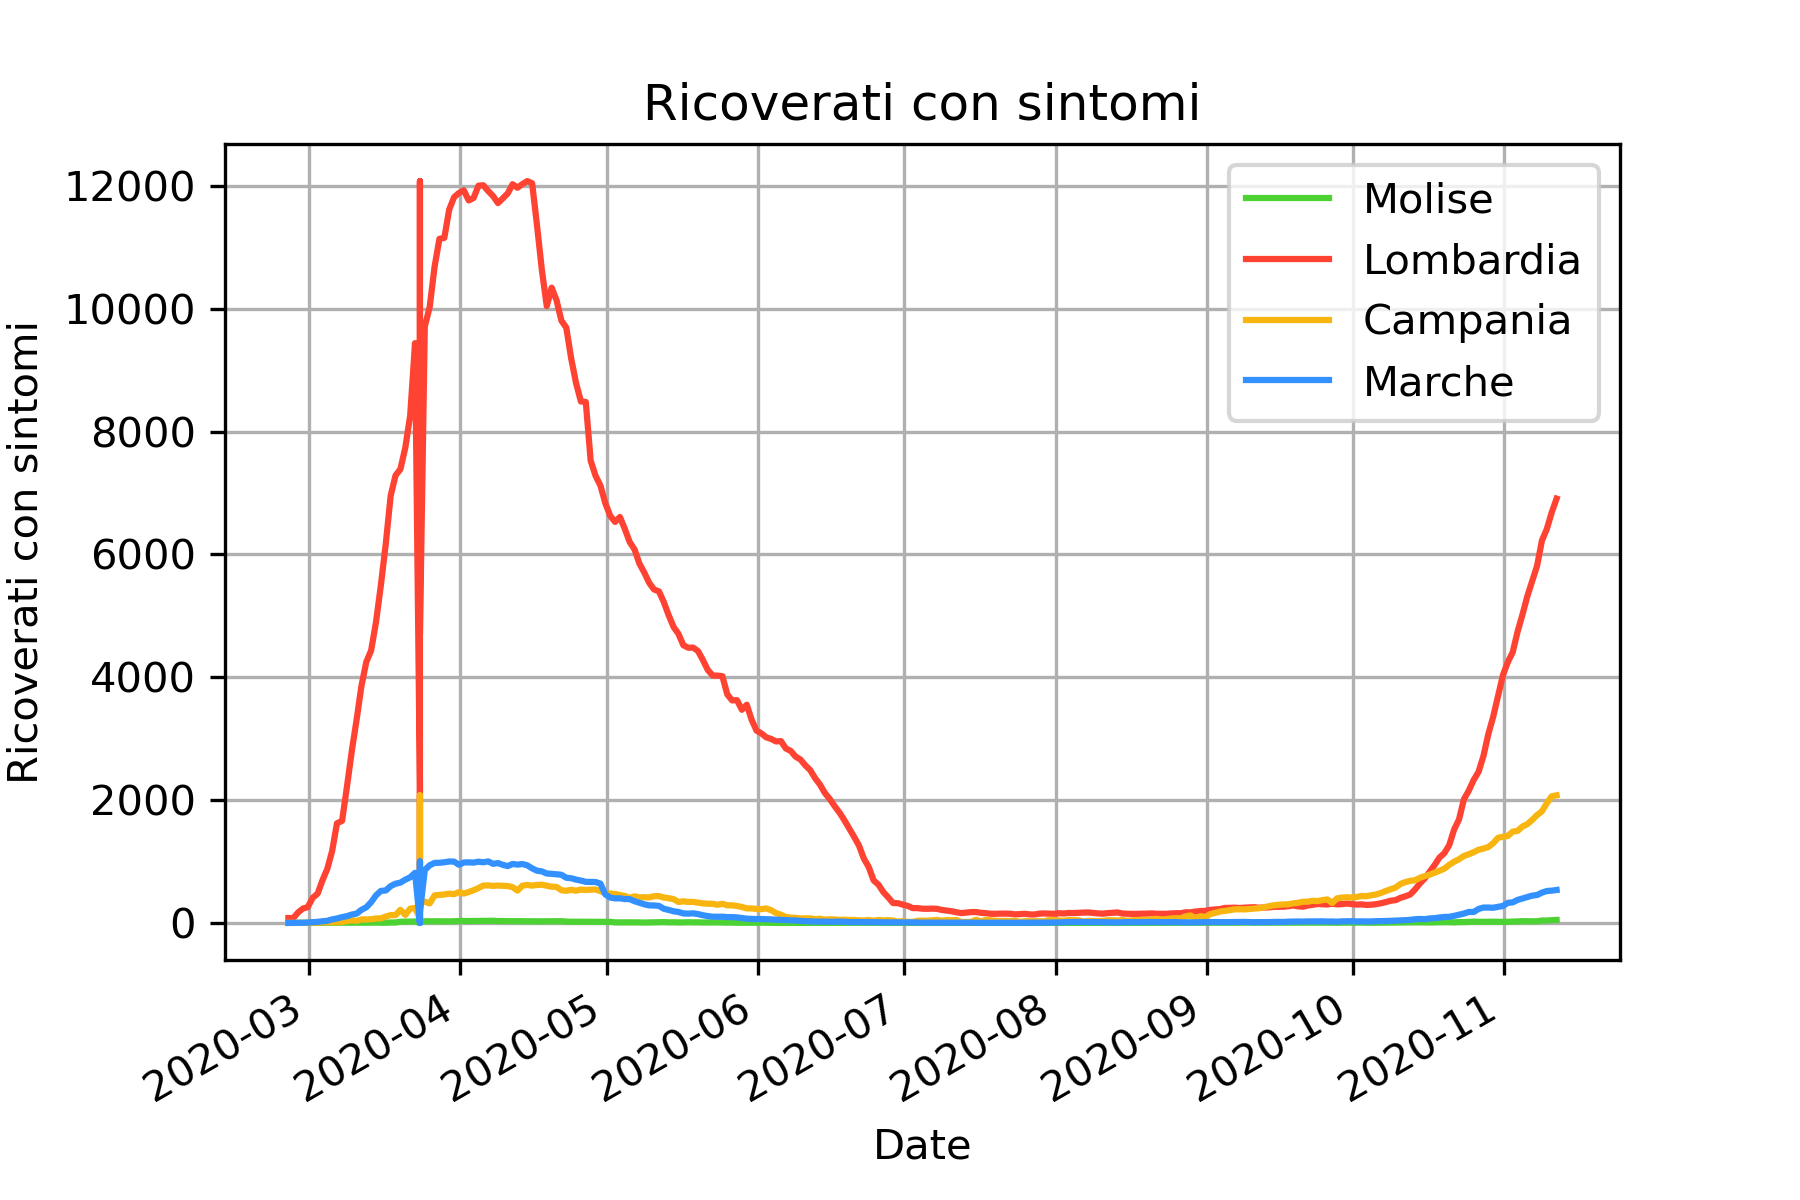 Ricoverati con sintomi
Ricoverati con sintomi
12000
10000
8000
6000
4000
2000
0
Molise
Lombardia
Campania
Marche
2020-03
2020-04
2020-05
2020-06
2020-07
2020-08
2020-09
2020-10
2020-11
Date